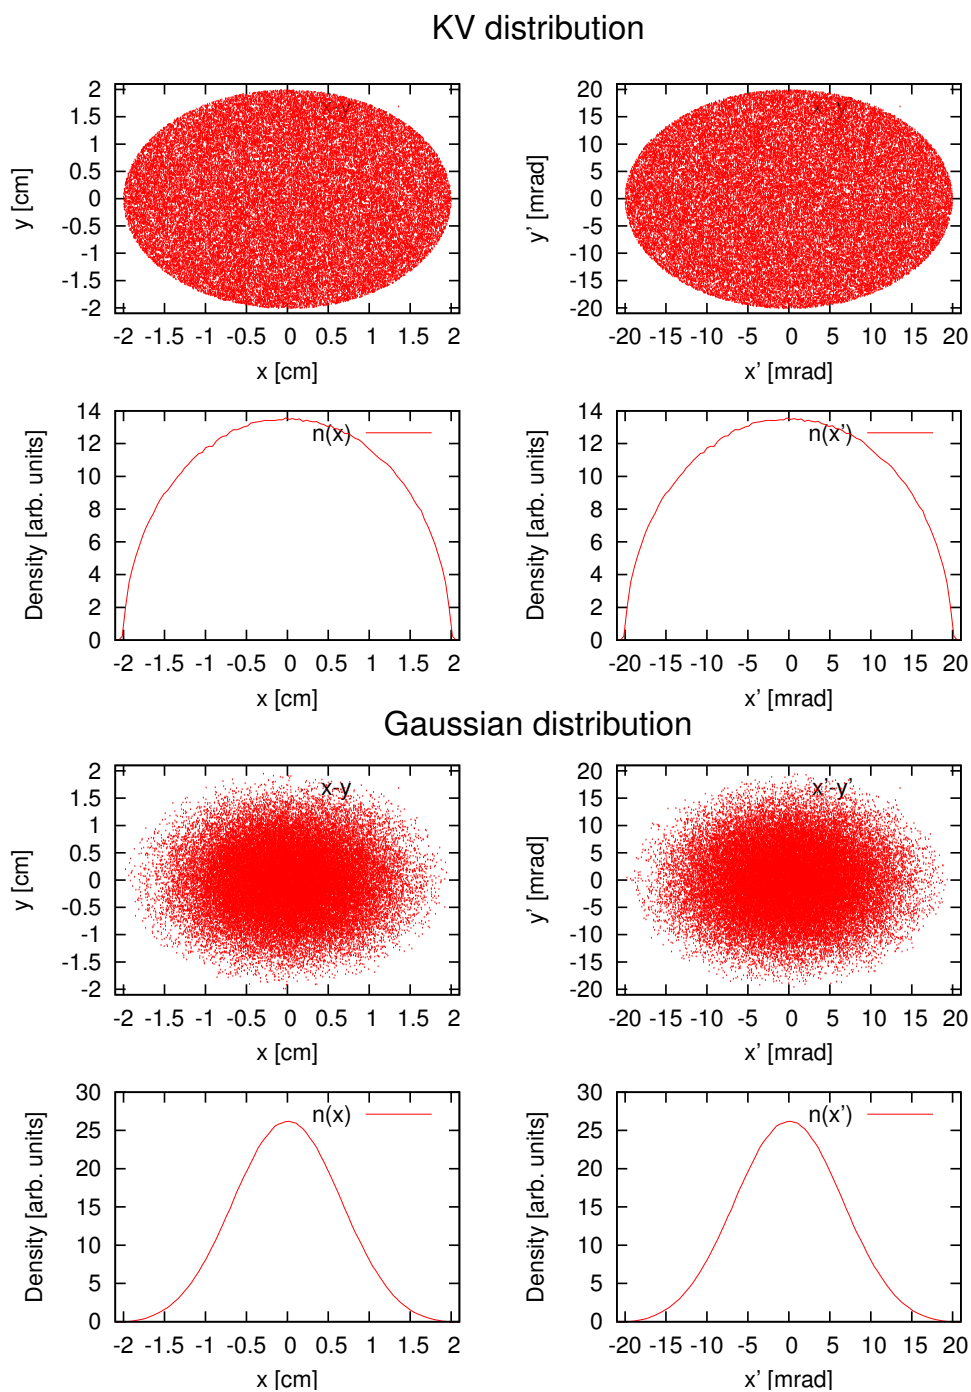 KV distribution
2
1.5
1
0.5
0
-0.5
-1
-1.5
-2
y [cm]
x-y
-2 -1.5 -1 -0.5 0 0.5 1 1.5 2
x [cm]
20
15
10
5
0
-5
-10
-15
-20
y' [mrad]
x'-y'
-20 -15 -10 -5 0 5 10 15 20
x' [mrad]
14
12
10
8
6
4
2
0
Density [arb. units]
n(x)
-2 -1.5 -1 -0.5 0 0.5 1 1.5 2
x [cm]
14
12
10
8
6
4
2
0
Density [arb. units]
n(x')
-20 -15 -10 -5 0 5 10 15 20
x' [mrad]
Gaussian distribution
2
1.5
1
0.5
0
-0.5
-1
-1.5
-2
y [cm]
x-y
-2 -1.5 -1 -0.5 0 0.5 1 1.5 2
x [cm]
20
15
10
5
0
-5
-10
-15
-20
y' [mrad]
x'-y'
-20 -15 -10 -5 0 5 10 15 20
x' [mrad]
30
25
20
15
10
5
0
Density [arb. units]
n(x)
-2 -1.5 -1 -0.5 0 0.5 1 1.5 2
x [cm]
30
25
20
15
10
5
0
Density [arb. units]
n(x')
-20 -15 -10 -5 0 5 10 15 20
x' [mrad]